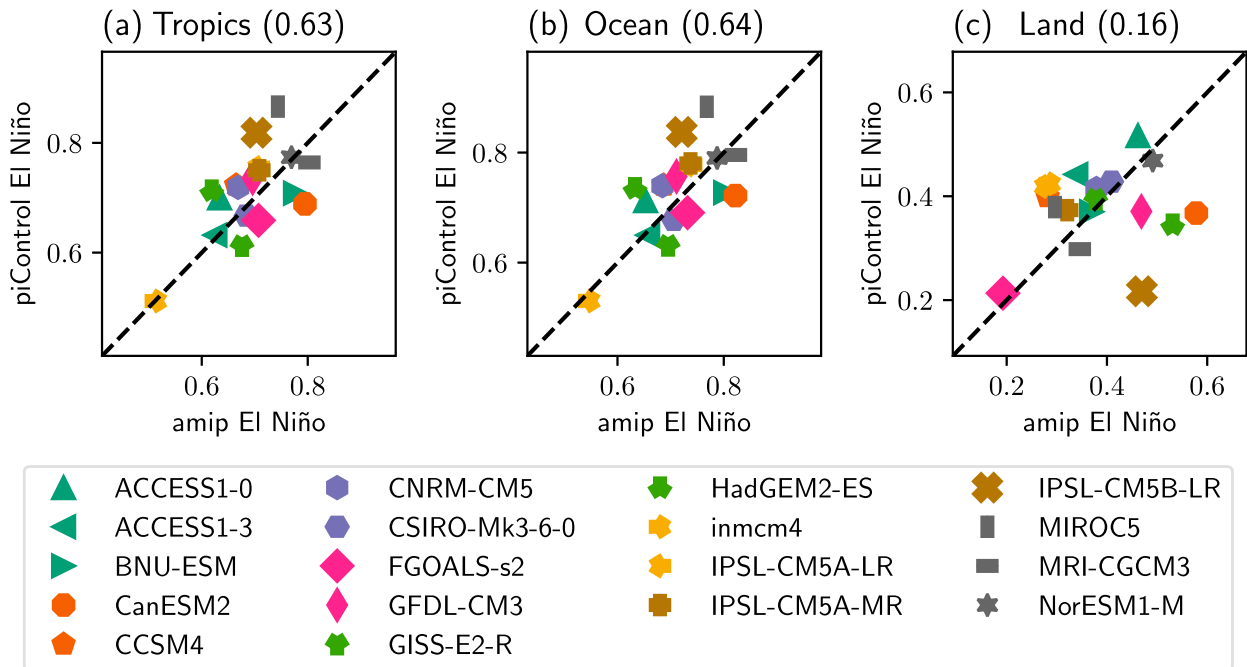 (a) Tropics (0.63)
(b) Ocean (0.64)
(c) Land (0.16)
piControl El Niño
0.8
0.6
0.6 0.8
amip El Niño
piControl El Niño
0.8
0.6
0.6 0.8
amip El Niño
piControl El Niño
0.6
0.4
0.2
0.2 0.4 0.6
amip El Niño
ACCESS1-0
ACCESS1-3
BNU-ESM
CanESM2
CCSM4
CNRM-CM5
CSIRO-Mk3-6-0
FGOALS-s2
GFDL-CM3
GISS-E2-R
HadGEM2-ES
inmcm4
IPSL-CM5A-LR
IPSL-CM5A-MR
IPSL-CM5B-LR
MIROC5
MRI-CGCM3
NorESM1-M